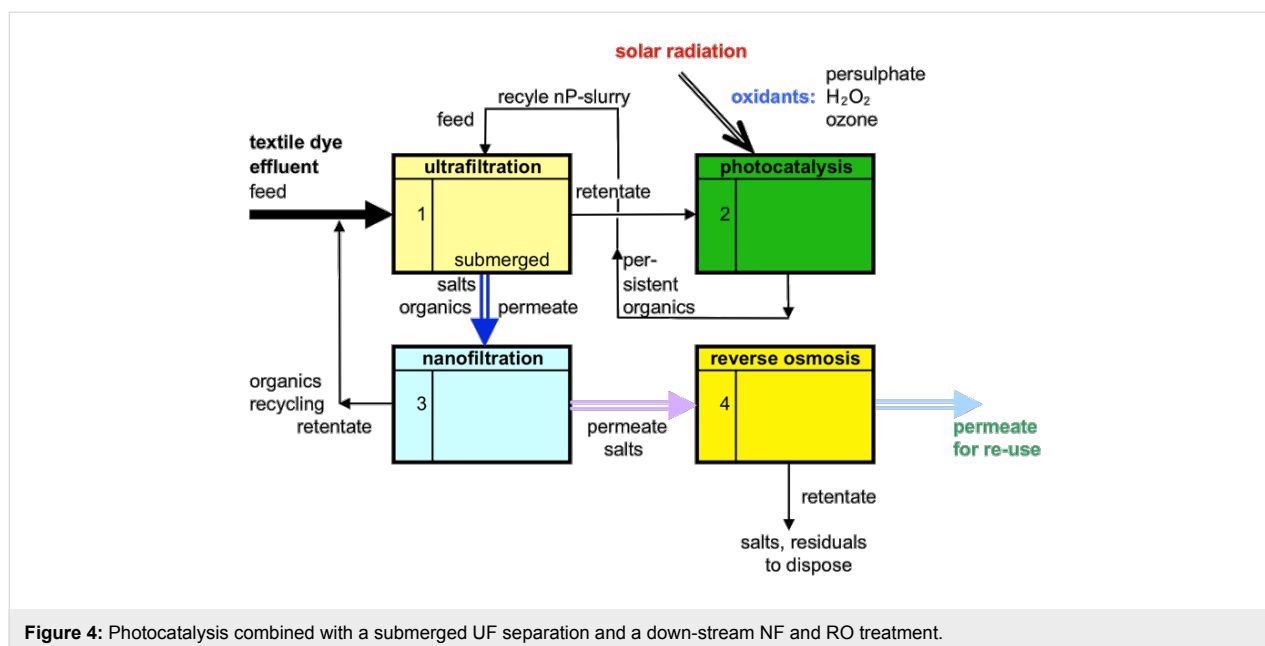 solar radiation
oxidants:
persulphate
H₂O₂
ozone
recyle nP-slurry
feed
textile dye
effluent
feed
ultrafiltration
1
submerged
retentate
photocatalysis
2
per-
sistent
organics
salts
organics
permeate
nanofiltration
3
organics
recycling
retentate
permeate
salts
reverse osmosis
4
permeate
for re-use
retentate
salts, residuals
to dispose
Figure 4: Photocatalysis combined with a submerged UF separation and a down-stream NF and RO treatment.